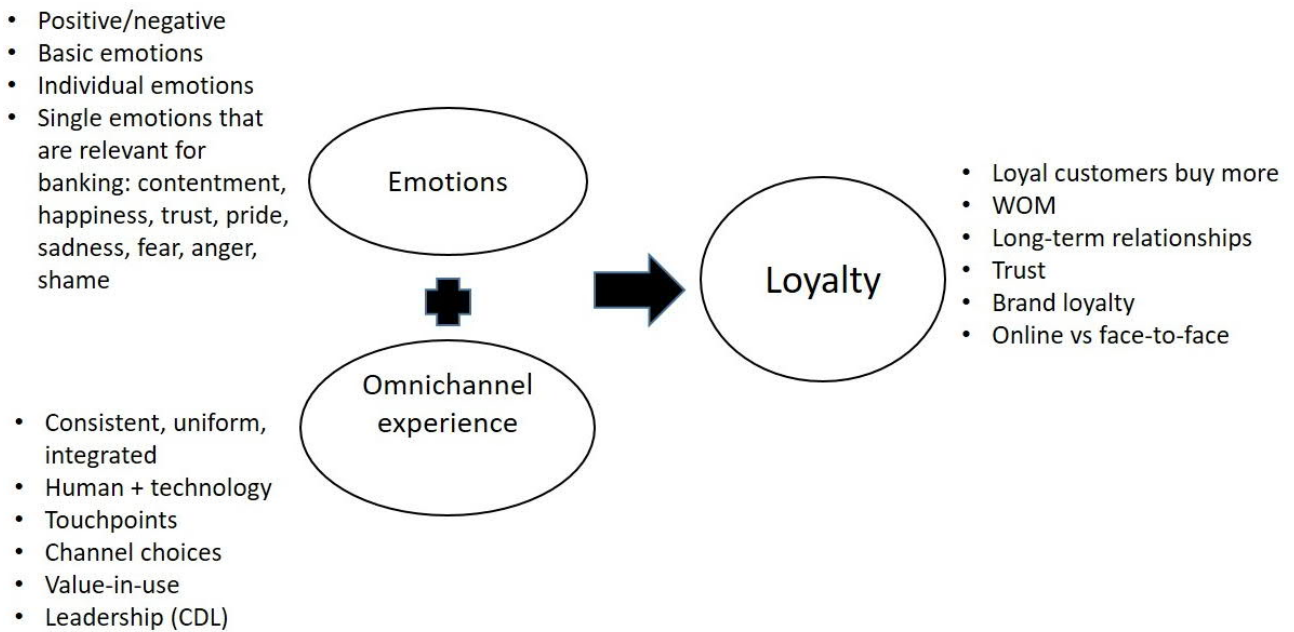 • Positive/negative
• Basic emotions
• Individual emotions
• Single emotions that
are relevant for
banking: contentment,
happiness, trust, pride,
sadness, fear, anger,
shame
Emotions
Omnichannel
experience
• Consistent, uniform,
integrated
• Human + technology
• Touchpoints
• Channel choices
• Value-in-use
• Leadership (CDL)
Loyalty
• Loyal customers buy more
• WOM
• Long-term relationships
• Trust
• Brand loyalty
• Online vs face-to-face